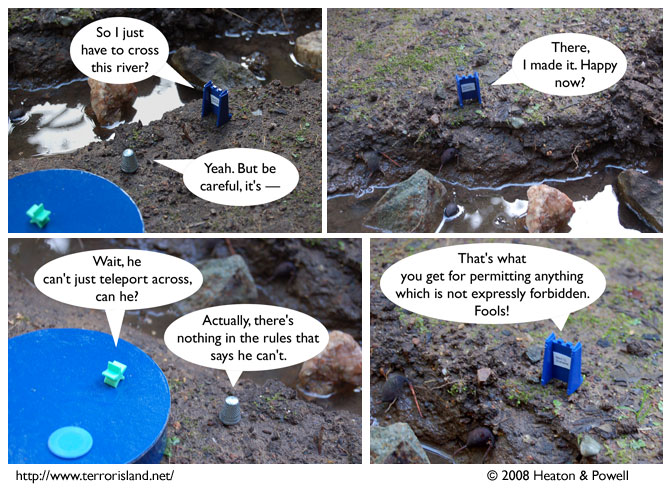 So I just
have to cross
this river?
Yeah. But be
careful, it's —
There,
I made it. Happy
now?
Wait, he
can't just teleport across,
can he?
Actually, there's
nothing in the rules that
says he can't.
That's what
you get for permitting anything
which is not expressly forbidden.
Fools!
http://www.terrorisland.net/
© 2008 Heaton & Powell